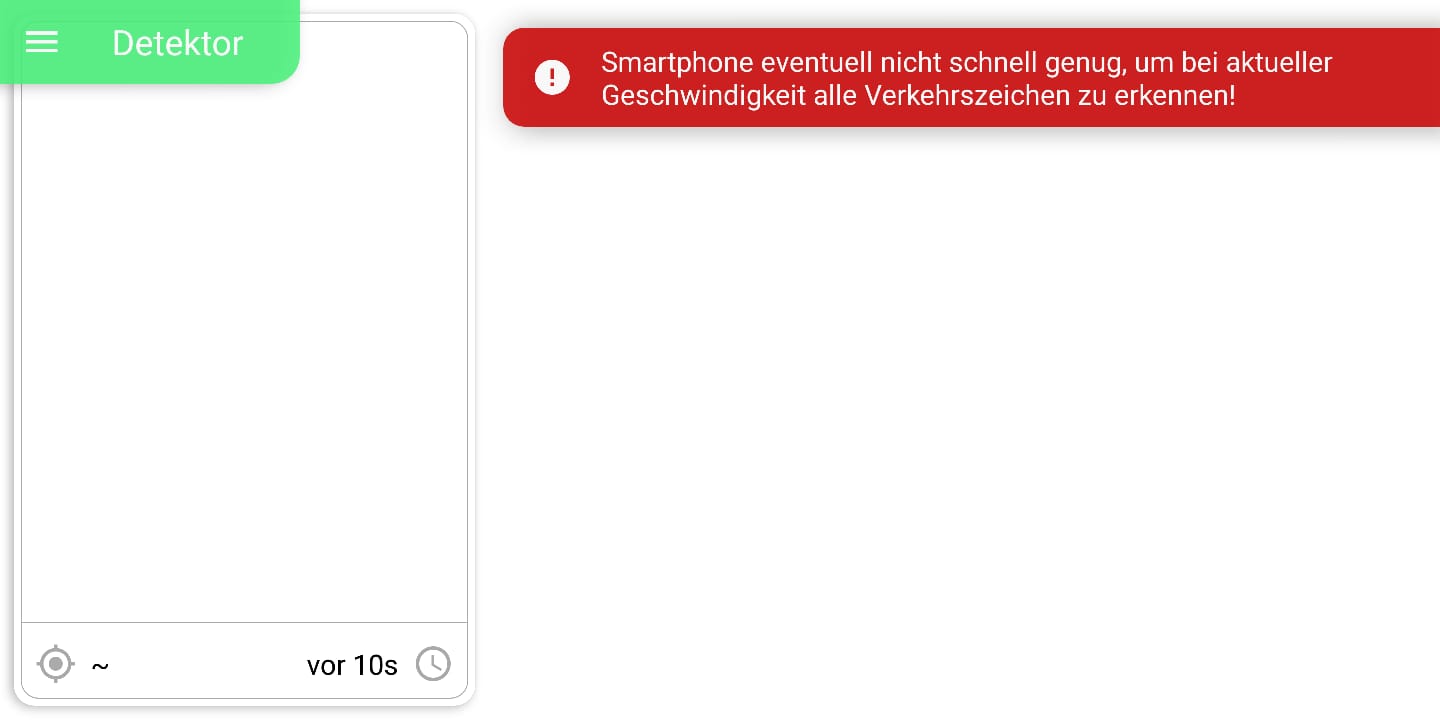 Detektor
Smartphone eventuell nicht schnell genug, um bei aktueller
Geschwindigkeit alle Verkehrszeichen zu erkennen!
~ vor 10s